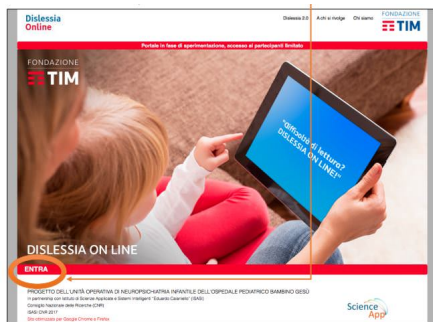 Dislessia
Online
Dislessia 2.0 A chi si rivolge Chi siamo
FONDAZIONE
TIM
Portale in fase di sperimentazione, accesso ai partecipanti limitato
FONDAZIONE
TIM
"difficoltà di lettura?
DISLESSIA ON LINE!"
DISLESSIA ON LINE
ENTRA
PROGETTO DELL'UNITÀ OPERATIVA DI NEUROPSICHIATRIA INFANTILE DELL'OSPEDALE PEDIATRICO BAMBINO GESÙ
in partnership con Istituto di Scienze Applicate e Sistemi Intelligenti "Eduardo Caianiello" (ISASI)
Consiglio Nazionale delle Ricerche (CNR)
ISASI CNR 2017
Sito ottimizzato per Google Chrome e Firefox
Science
App